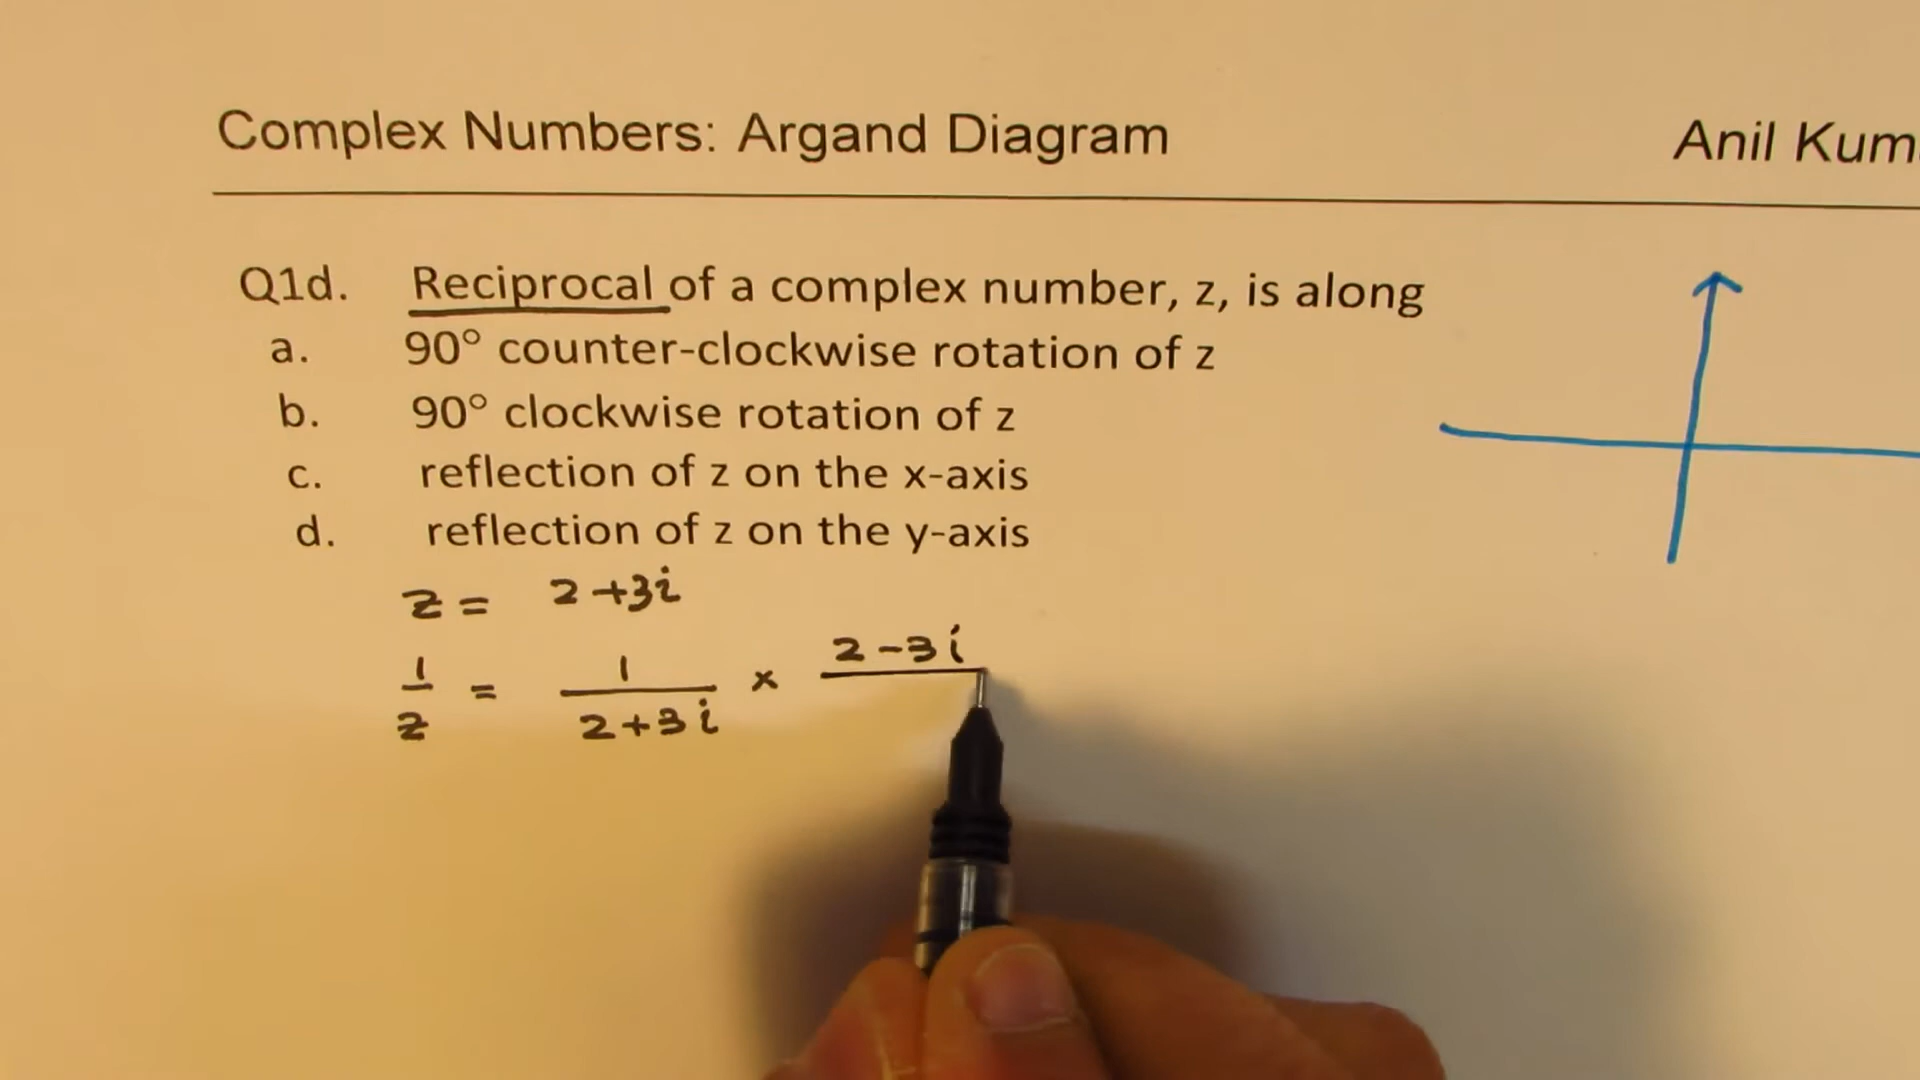 Complex Numbers: Argand Diagram
Anil Kum
Q1d. Reciprocal of a complex number, z, is along
a. 90° counter-clockwise rotation of z
b. 90° clockwise rotation of z
c. reflection of z on the x-axis
d. reflection of z on the y-axis
z = 2+3i
1/z = 1/(2+3i) × 2-3i